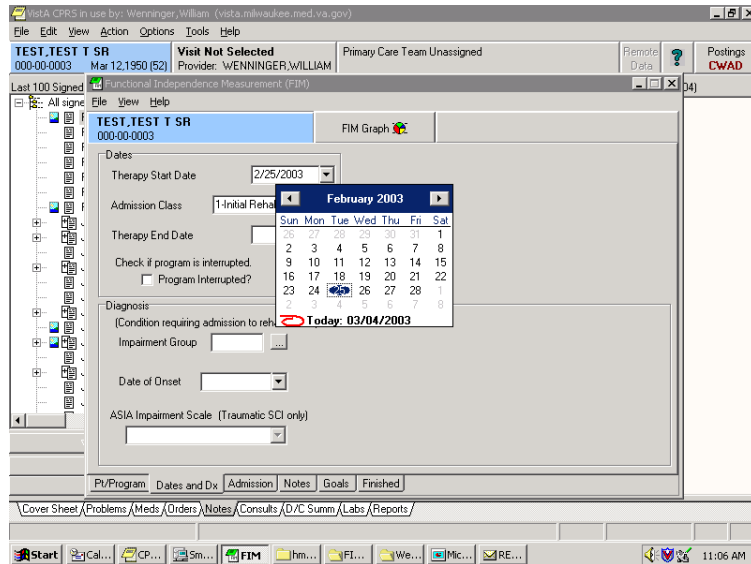 VistA CPRS in use by: Wenninger,William (vista.milwaukee.med.va.gov)
File Edit View Action Options Tools Help
TEST,TEST T SR Visit Not Selected Primary Care Team Unassigned Remote Data Postings
000-00-0003 Mar 12,1950 (52) Provider: WENNINGER,WILLIAM CWAD
Last 100 Signed
04)
All signe
Functional Independence Measurement (FIM)
File View Help
TEST,TEST T SR
000-00-0003
FIM Graph
Dates
Therapy Start Date 2/25/2003
Admission Class 1-Initial Rehal
Therapy End Date
Check if program is interrupted.
Program Interrupted?
February 2003
Sun Mon Tue Wed Thu Fri Sat
26 27 28 29 30 31 1
2 3 4 5 6 7 8
9 10 11 12 13 14 15
16 17 18 19 20 21 22
23 24 25 26 27 28 1
2 3 4 5 6 7 8
Today: 03/04/2003
Diagnosis
(Condition requiring admission to reh
Impairment Group ...
Date of Onset
ASIA Impairment Scale (Traumatic SCI only)
Pt/Program Dates and Dx Admission Notes Goals Finished
Cover Sheet Problems Meds Orders Notes Consults D/C Summ Labs Reports
Start Cal... CP... Sm... FIM hm... FI... We... Mic... RE... 11:06 AM